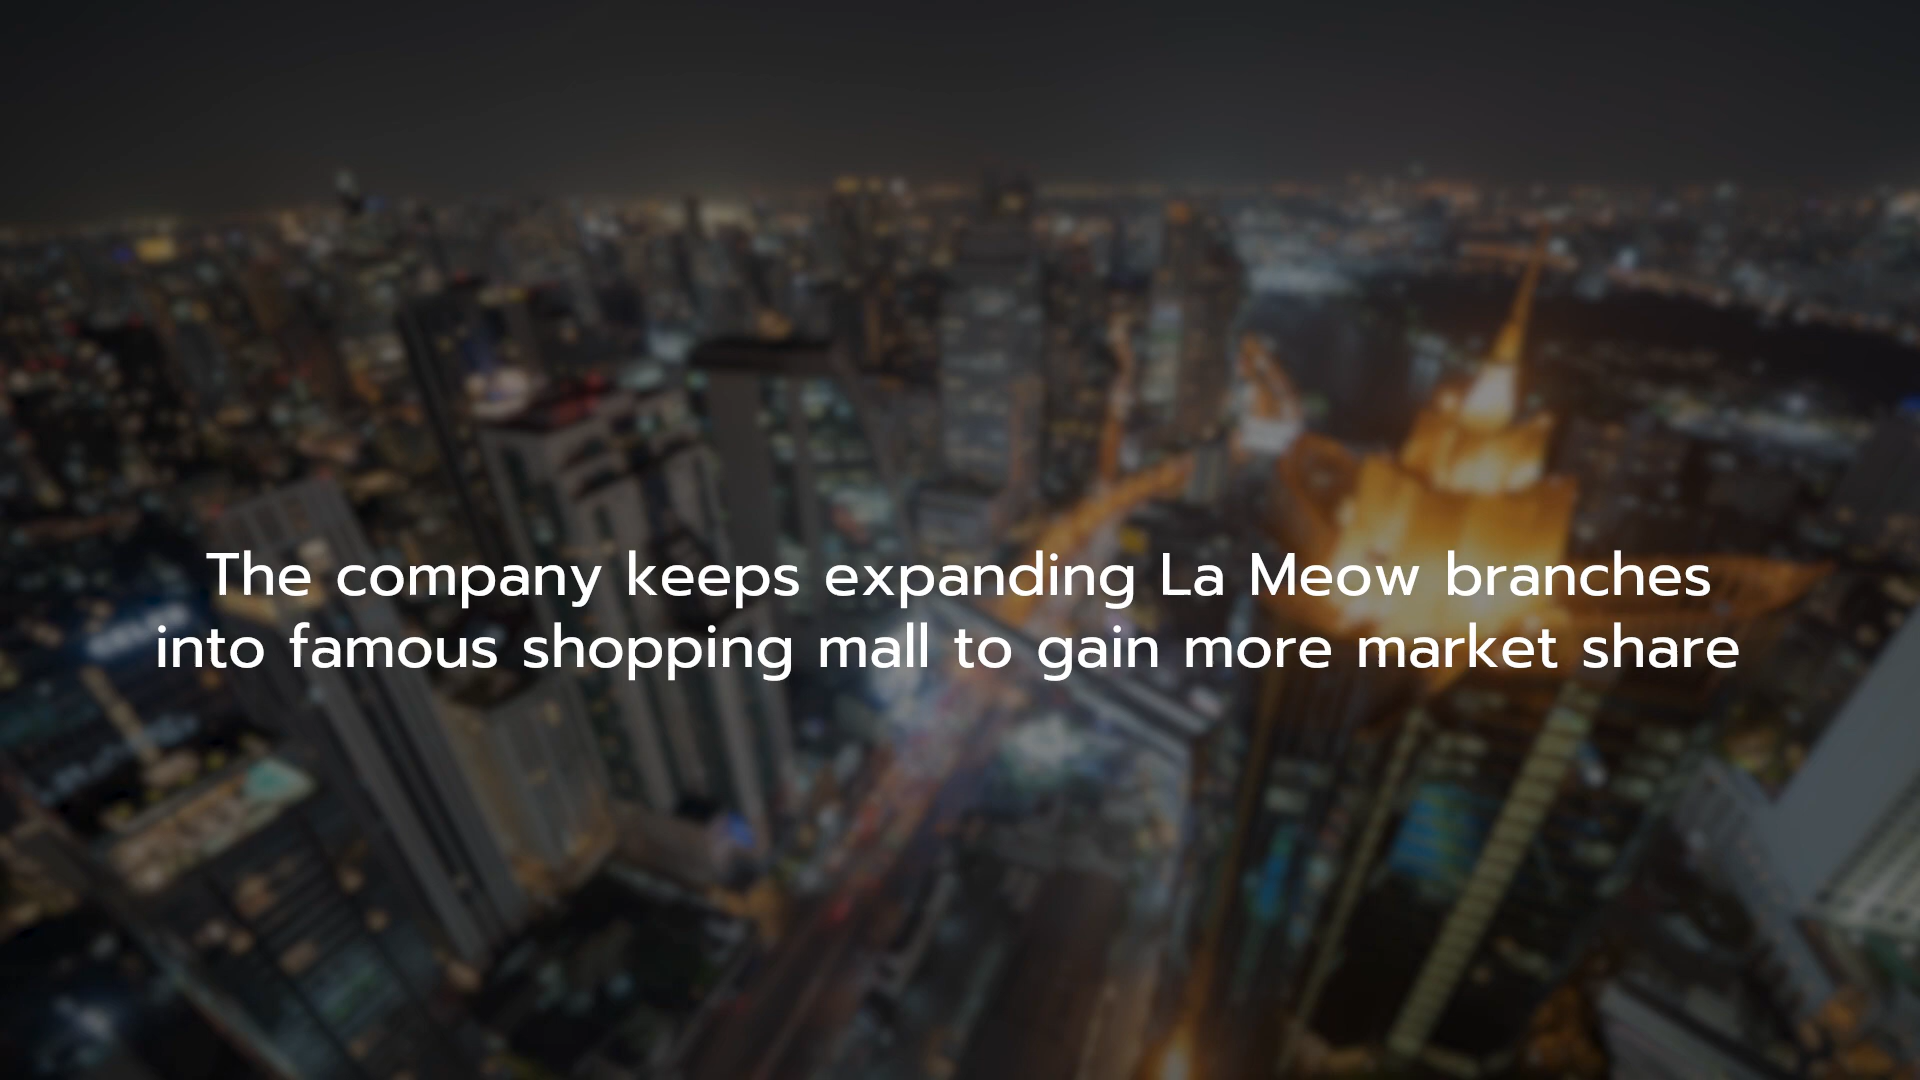 The company keeps expanding La Meow branches
into famous shopping mall to gain more market share